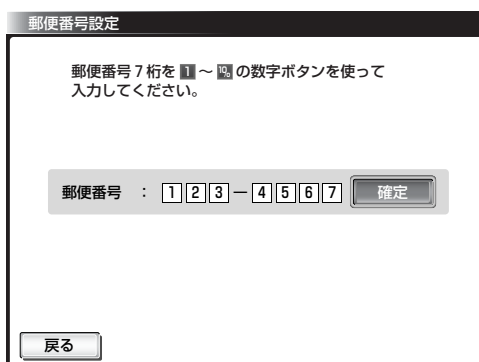 郵便番号設定
郵便番号7桁を 1 ～ 10/0 の数字ボタンを使って
入力してください。
郵便番号 ： 1 2 3 － 4 5 6 7 確定
戻る